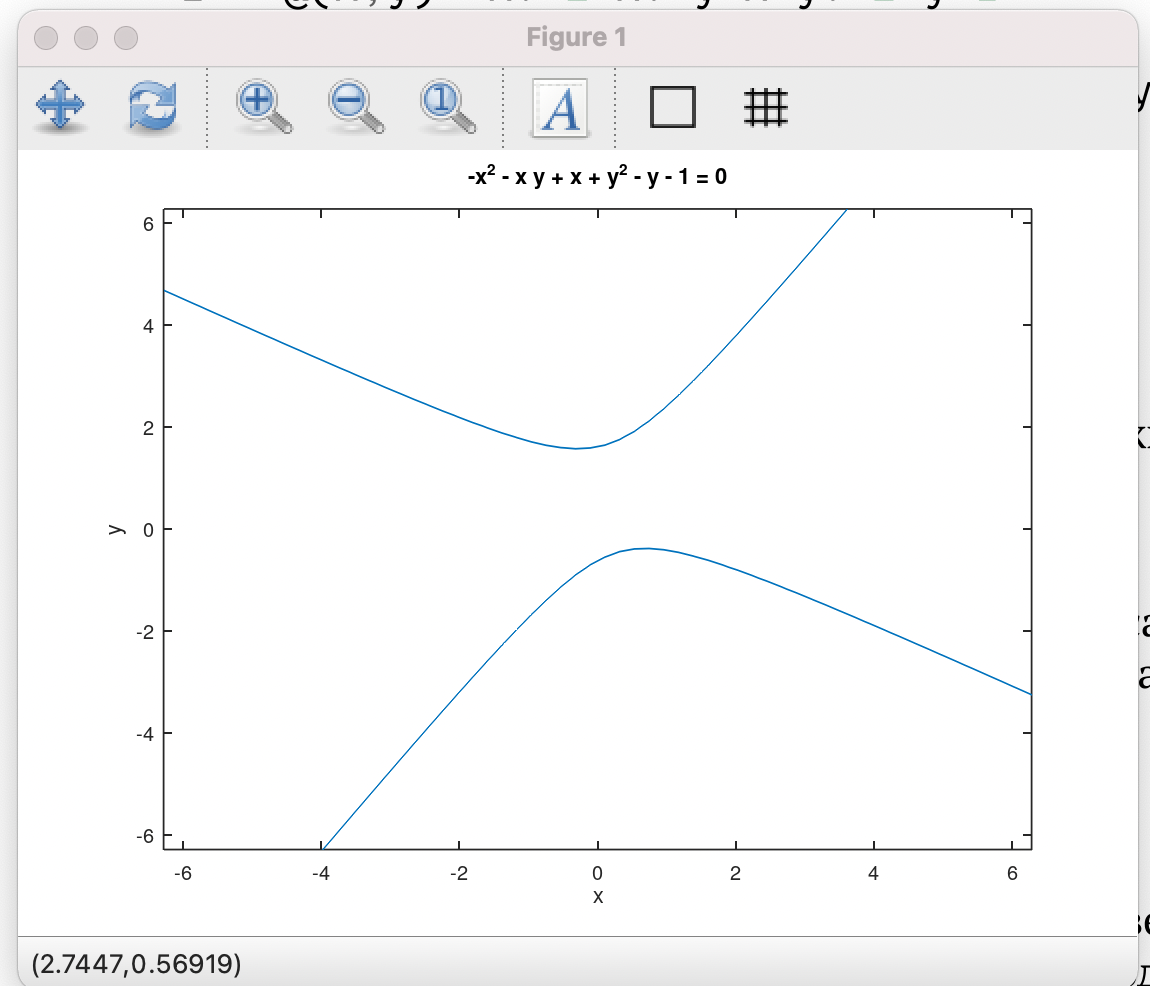 Figure 1
A
-x² - x y + x + y² - y - 1 = 0
6
4
2
0
-2
-4
-6
y
-6 -4 -2 0 2 4 6
x
(2.7447,0.56919)